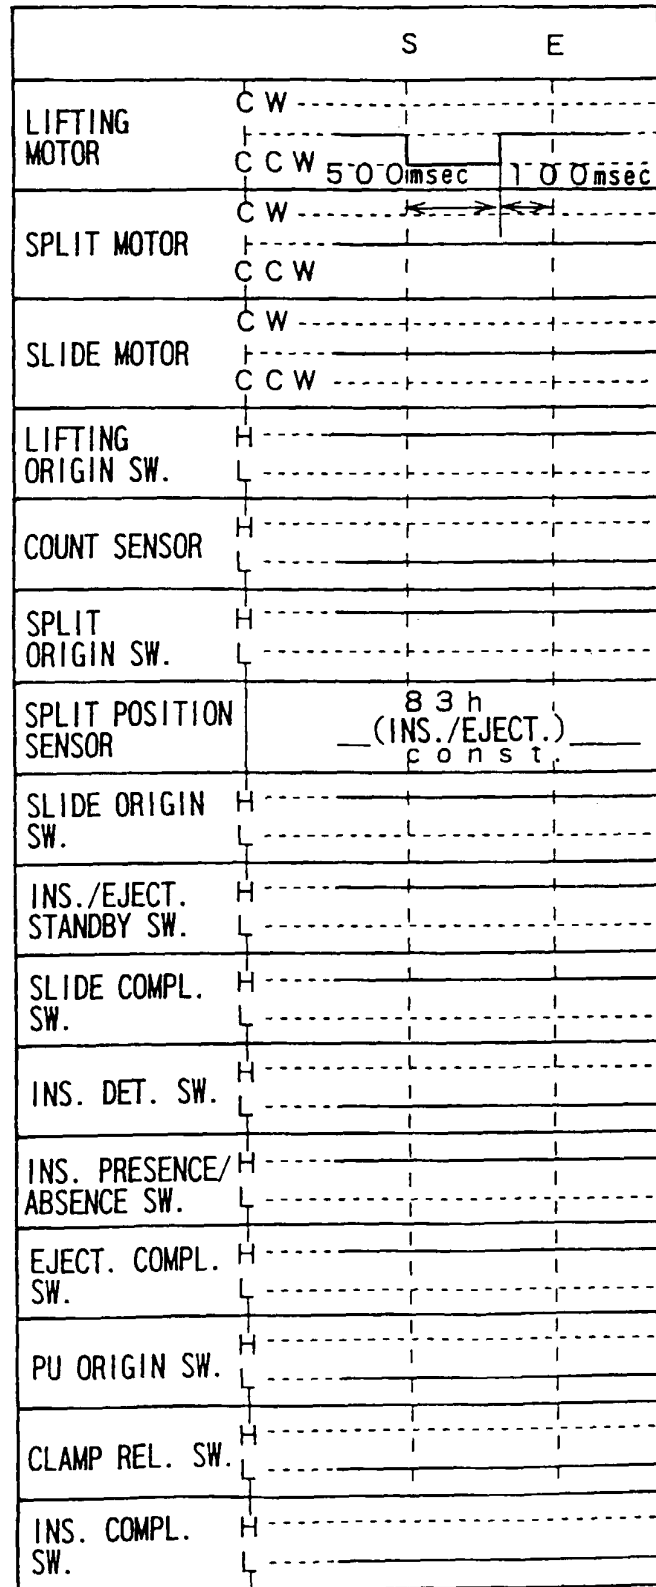 S E
LIFTING
MOTOR
CW
CCW
500msec 100msec
SPLIT MOTOR
CW
CCW
SLIDE MOTOR
CW
CCW
LIFTING
ORIGIN SW.
H
L
COUNT SENSOR
H
L
SPLIT
ORIGIN SW.
H
L
SPLIT POSITION
SENSOR
83h
(INS./EJECT.)
const.
SLIDE ORIGIN
SW.
H
L
INS./EJECT.
STANDBY SW.
H
L
SLIDE COMPL.
SW.
H
L
INS. DET. SW.
H
L
INS. PRESENCE/
ABSENCE SW.
H
L
EJECT. COMPL.
SW.
H
L
PU ORIGIN SW.
H
L
CLAMP REL. SW.
H
L
INS. COMPL.
SW.
H
L